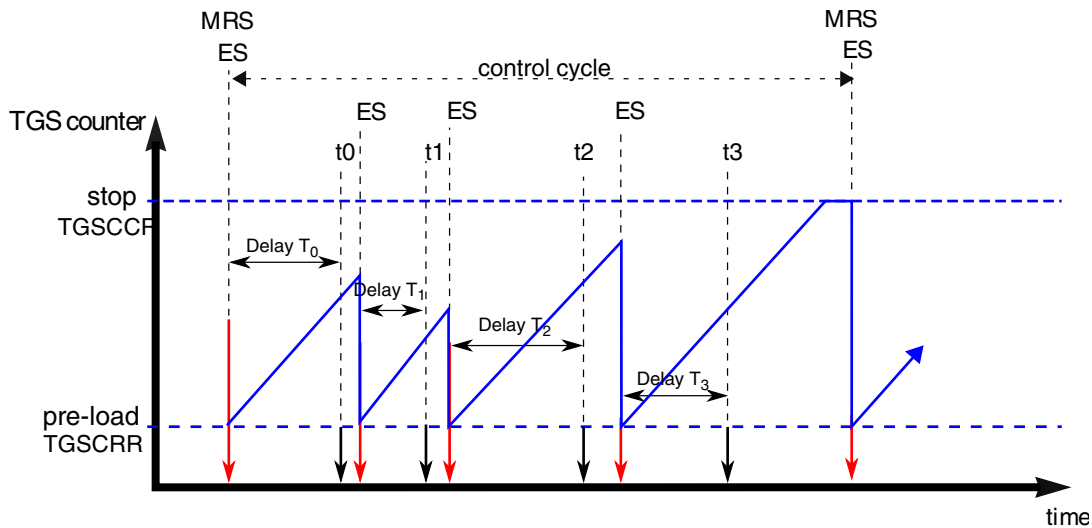 MRS
MRS
ES
ES
control cycle
TGS counter
ES
ES
ES
t0
t1
t2
t3
stop
TGSCCR
Delay T0
Delay T1
Delay T2
Delay T3
pre-load
TGSCRR
time